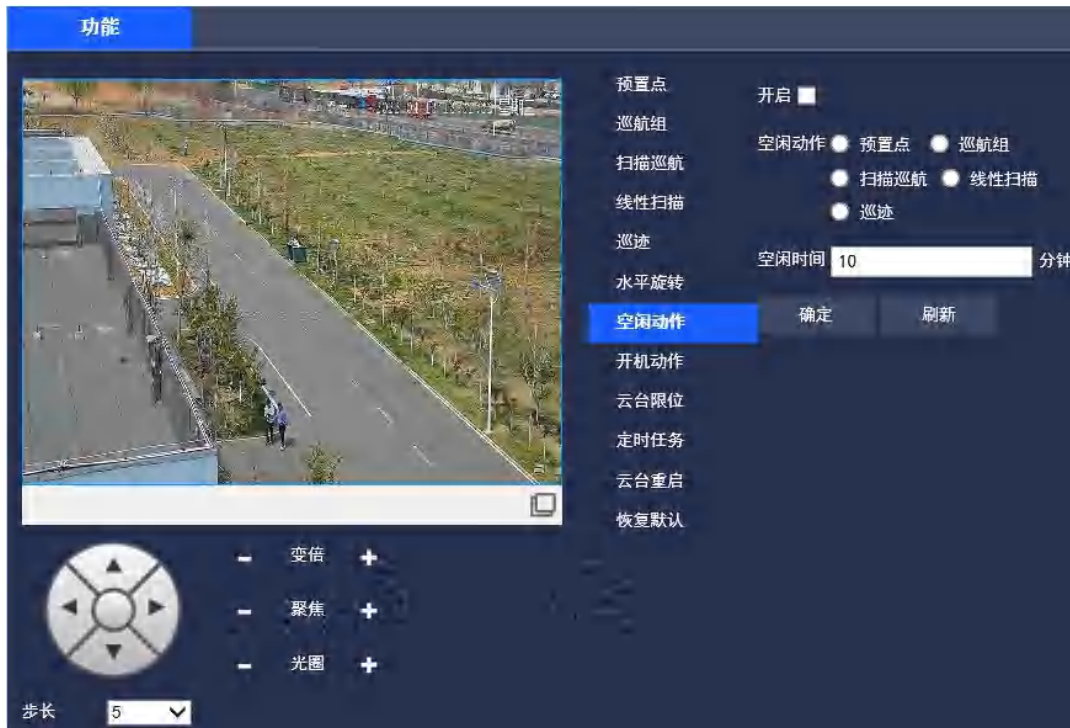 功能
预置点
巡航组
扫描巡航
线性扫描
巡迹
水平旋转
空闲动作
开机动作
云台限位
定时任务
云台重启
恢复默认
开启
空闲动作 预置点 巡航组
扫描巡航 线性扫描
巡迹
空闲时间 10 分钟
确定 刷新
- 变倍 +
- 聚焦 +
- 光圈 +
步长 5